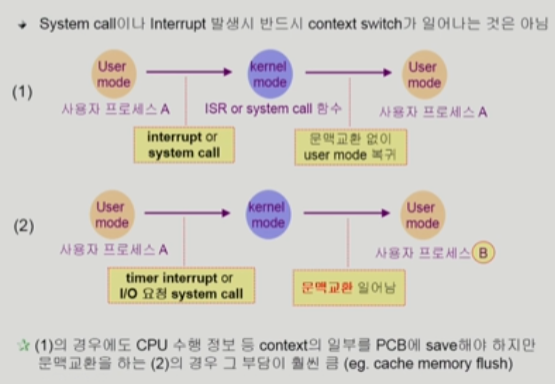 System call이나 Interrupt 발생시 반드시 context switch가 일어나는 것은 아님
(1)
User mode
kernel mode
User mode
사용자 프로세스 A
ISR or system call 함수
사용자 프로세스 A
interrupt or
system call
문맥교환 없이
user mode 복귀
(2)
User mode
kernel mode
User mode
사용자 프로세스 A
사용자 프로세스 B
timer interrupt or
I/O 요청 system call
문맥교환 일어남
☆ (1)의 경우에도 CPU 수행 정보 등 context의 일부를 PCB에 save해야 하지만
문맥교환을 하는 (2)의 경우 그 부담이 훨씬 큼 (eg. cache memory flush)